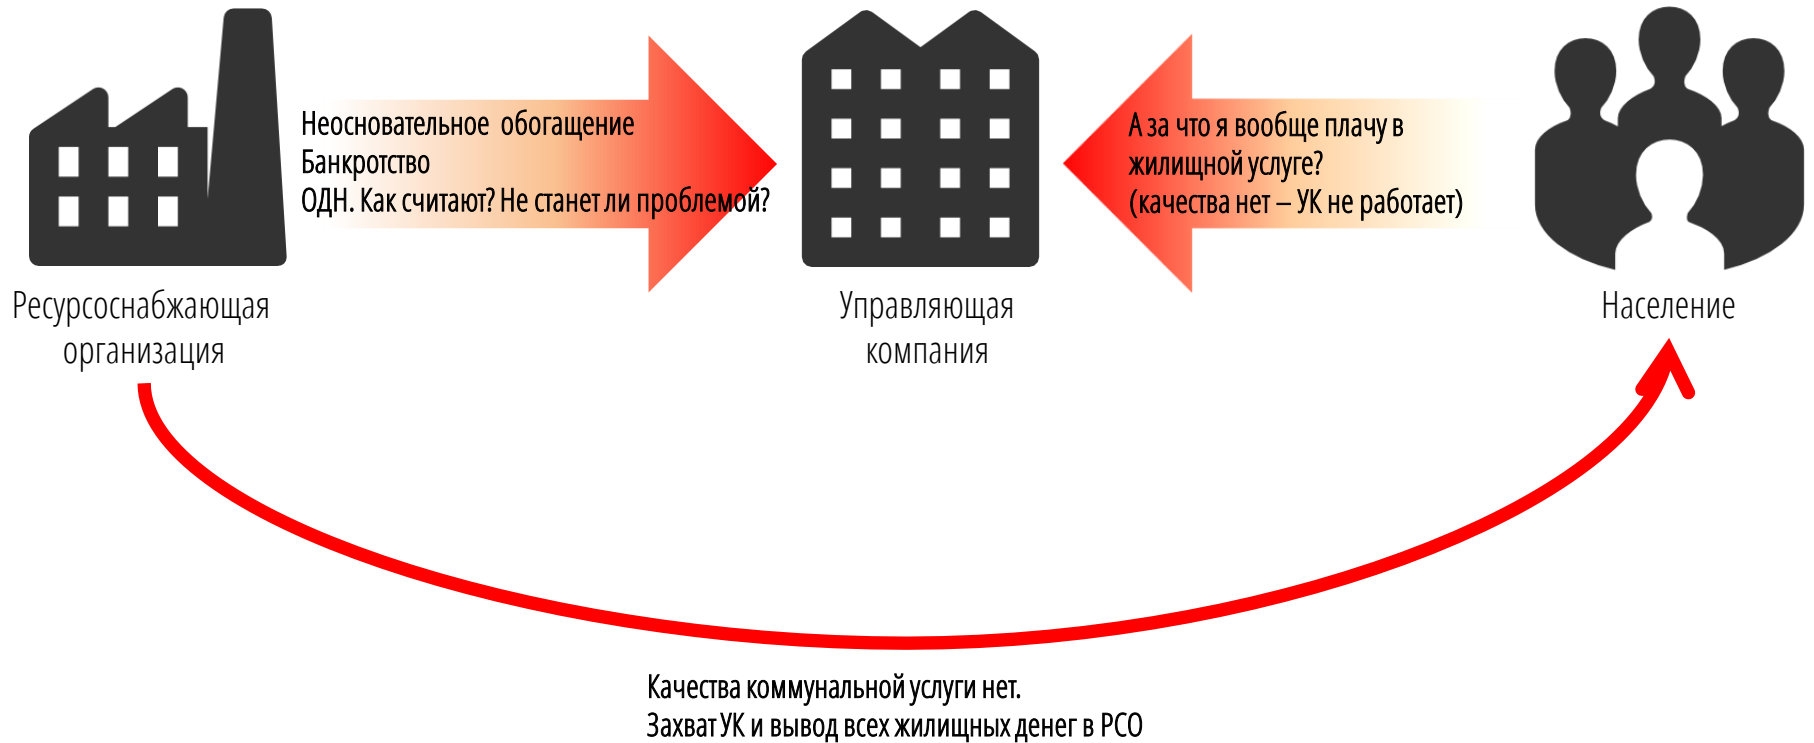 Неосновательное обогащение
Банкротство
ОДН. Как считают? Не станет ли проблемой?
А за что я вообще плачу в
жилищной услуге?
(качества нет – УК не работает)
Ресурсоснабжающая
организация
Управляющая
компания
Население
Качества коммунальной услуги нет.
Захват УК и вывод всех жилищных денег в РСО